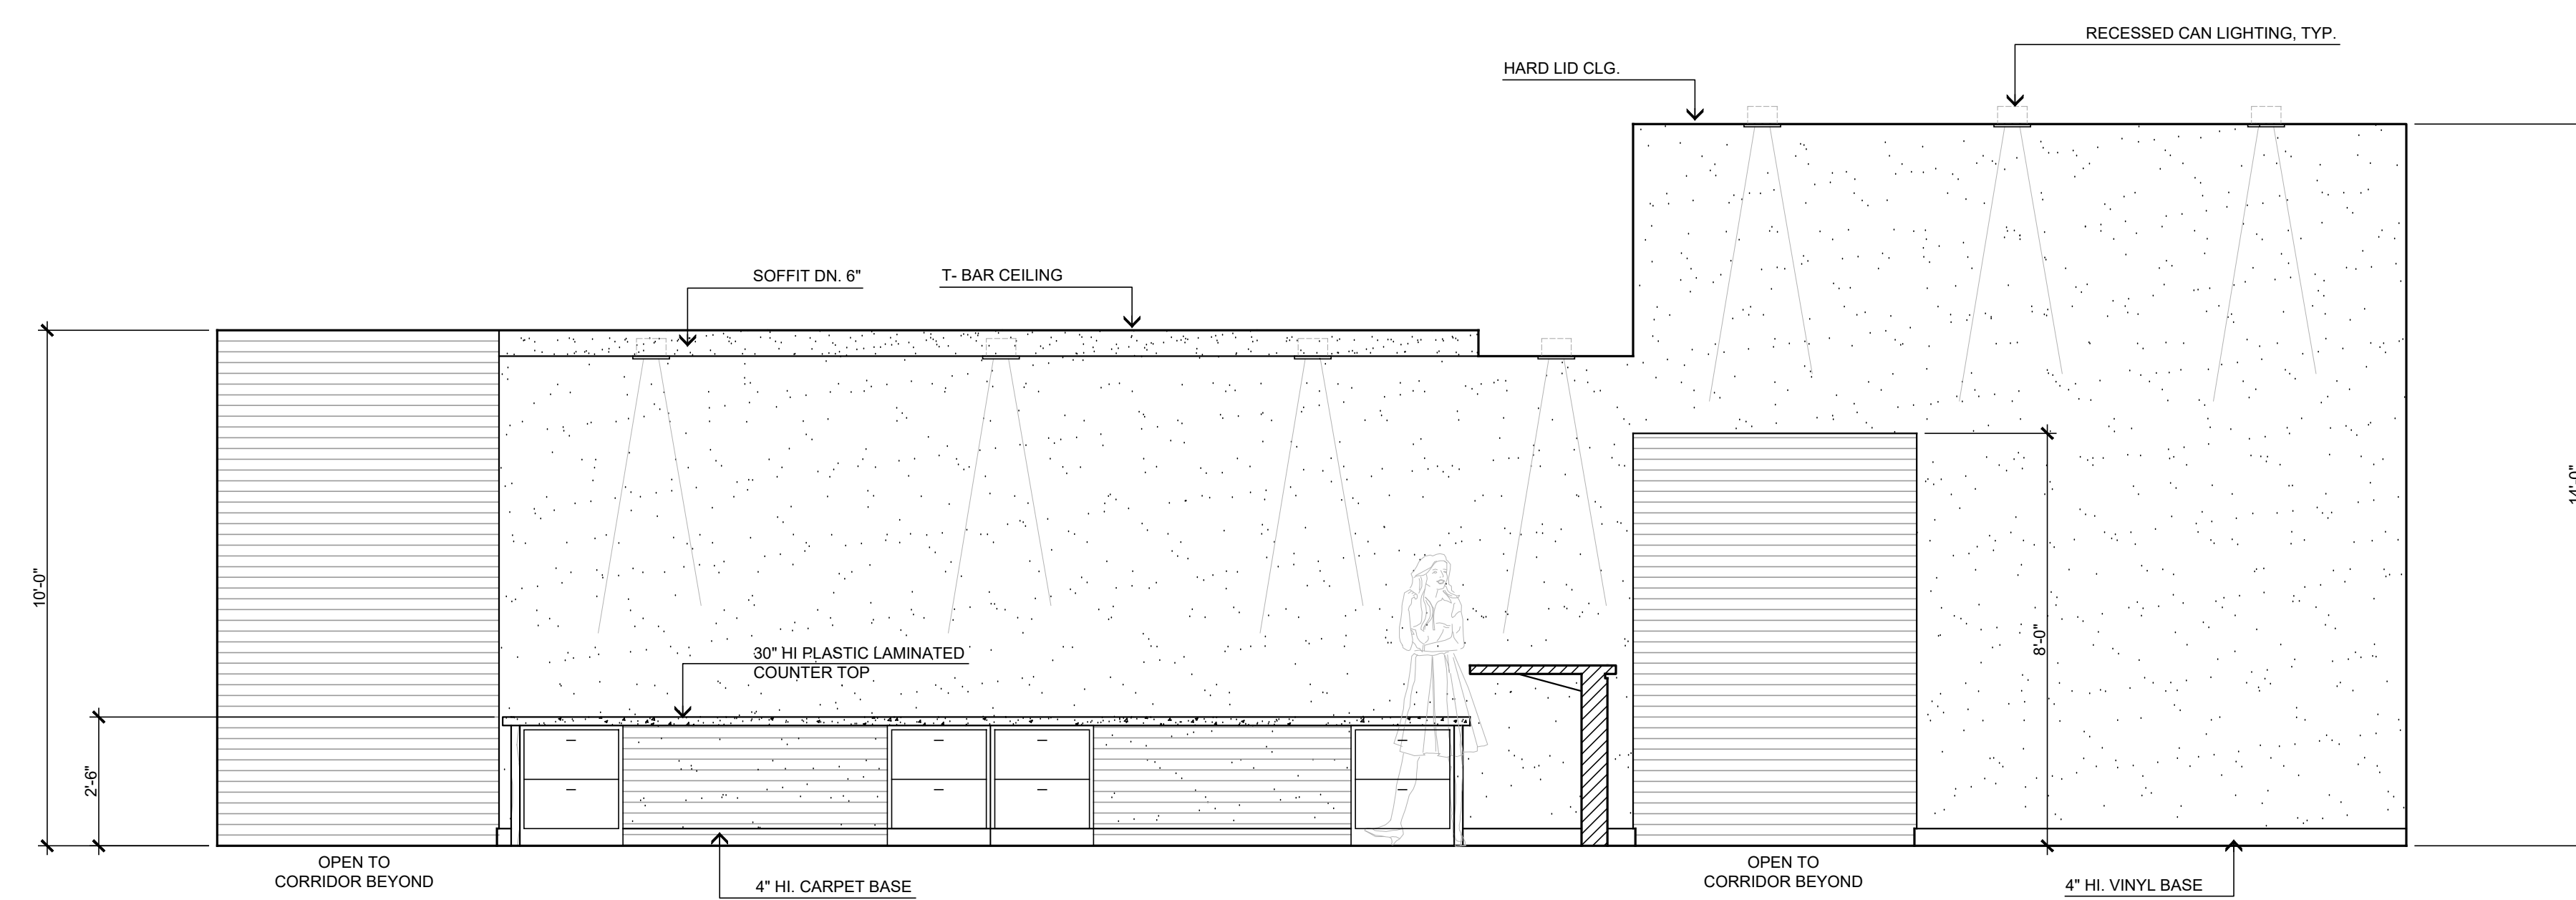 RECESSED CAN LIGHTING, TYP.
HARD LID CLG.
SOFFIT DN. 6"
T- BAR CEILING
10'-0"
14'-0"
30" HI PLASTIC LAMINATED
COUNTER TOP
8'-0"
2'-6"
OPEN TO
CORRIDOR BEYOND
OPEN TO
CORRIDOR BEYOND
4" HI. CARPET BASE
4" HI. VINYL BASE